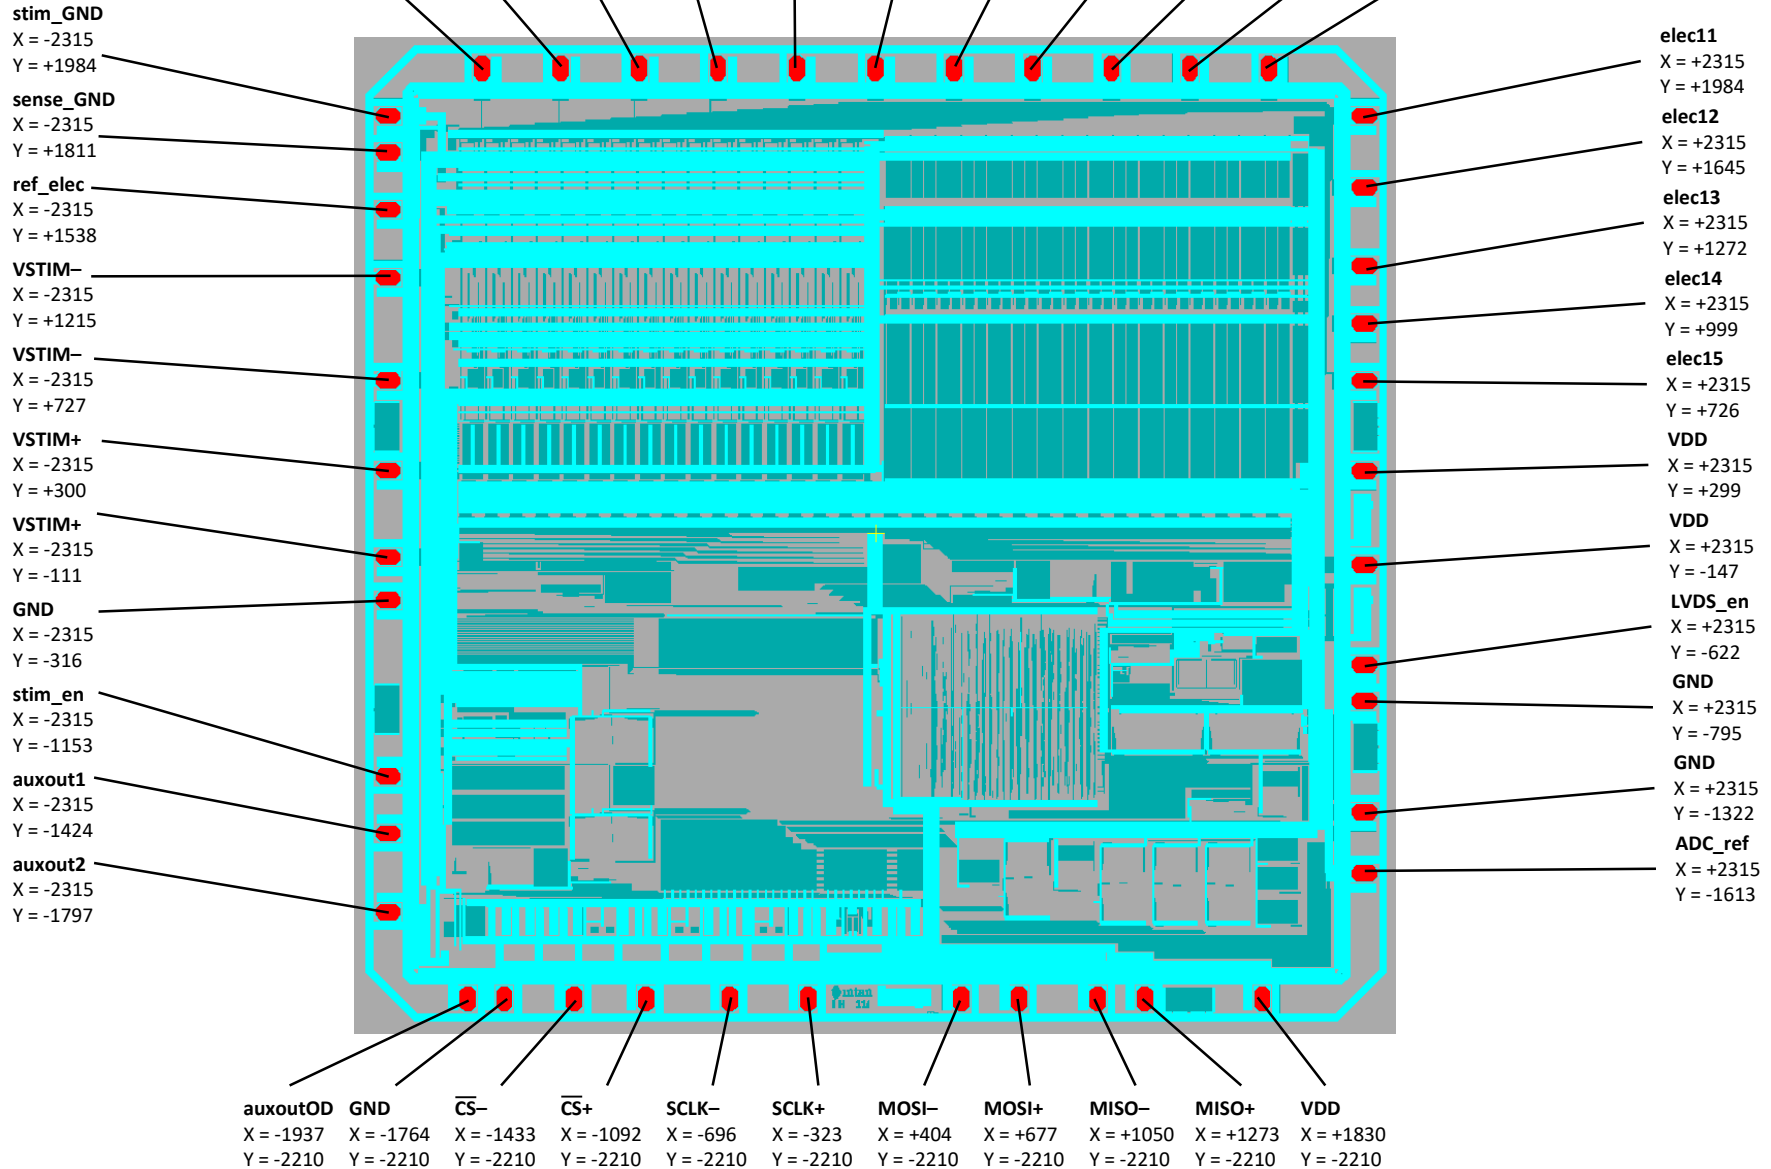 stim_GND
X = -2315
Y = +1984
sense_GND
X = -2315
Y = +1811
ref_elec
X = -2315
Y = +1538
VSTIM–
X = -2315
Y = +1215
VSTIM–
X = -2315
Y = +727
VSTIM+
X = -2315
Y = +300
VSTIM+
X = -2315
Y = -111
GND
X = -2315
Y = -316
stim_en
X = -2315
Y = -1153
auxout1
X = -2315
Y = -1424
auxout2
X = -2315
Y = -1797
elec11
X = +2315
Y = +1984
elec12
X = +2315
Y = +1645
elec13
X = +2315
Y = +1272
elec14
X = +2315
Y = +999
elec15
X = +2315
Y = +726
VDD
X = +2315
Y = +299
VDD
X = +2315
Y = -147
LVDS_en
X = +2315
Y = -622
GND
X = +2315
Y = -795
GND
X = +2315
Y = -1322
ADC_ref
X = +2315
Y = -1613
intan
auxoutOD
X = -1937
Y = -2210
GND
X = -1764
Y = -2210
C̅S̅–
X = -1433
Y = -2210
C̅S̅+
X = -1092
Y = -2210
SCLK–
X = -696
Y = -2210
SCLK+
X = -323
Y = -2210
MOSI–
X = +404
Y = -2210
MOSI+
X = +677
Y = -2210
MISO–
X = +1050
Y = -2210
MISO+
X = +1273
Y = -2210
VDD
X = +1830
Y = -2210